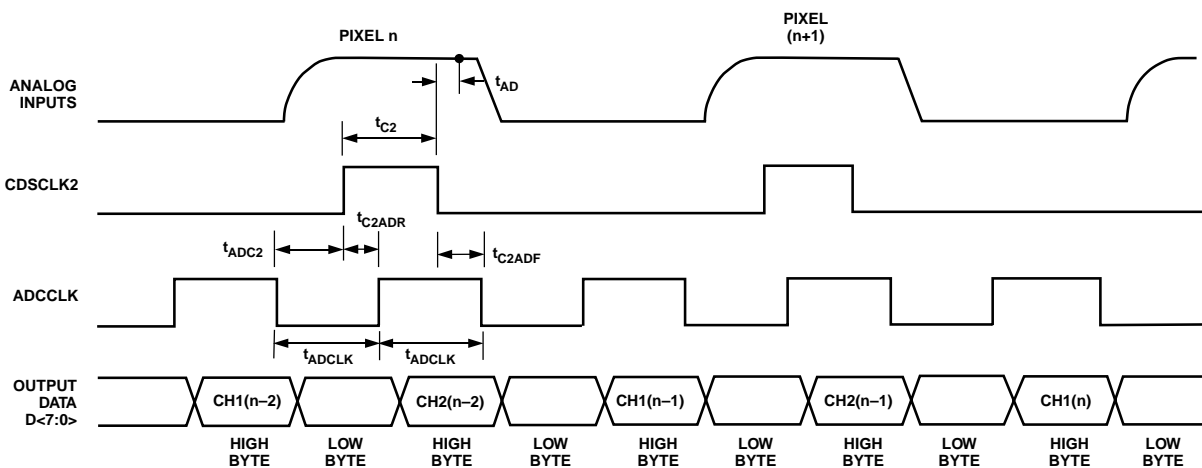 PIXEL n
PIXEL
(n+1)
ANALOG
INPUTS
tAD
tC2
CDSCLK2
tADC2
tC2ADR
tC2ADF
ADCCLK
tADCLK
tADCLK
OUTPUT
DATA
D<7:0>
CH1(n–2)
CH2(n–2)
CH1(n–1)
CH2(n–1)
CH1(n)
HIGH
BYTE
LOW
BYTE
HIGH
BYTE
LOW
BYTE
HIGH
BYTE
LOW
BYTE
HIGH
BYTE
LOW
BYTE
HIGH
BYTE
LOW
BYTE